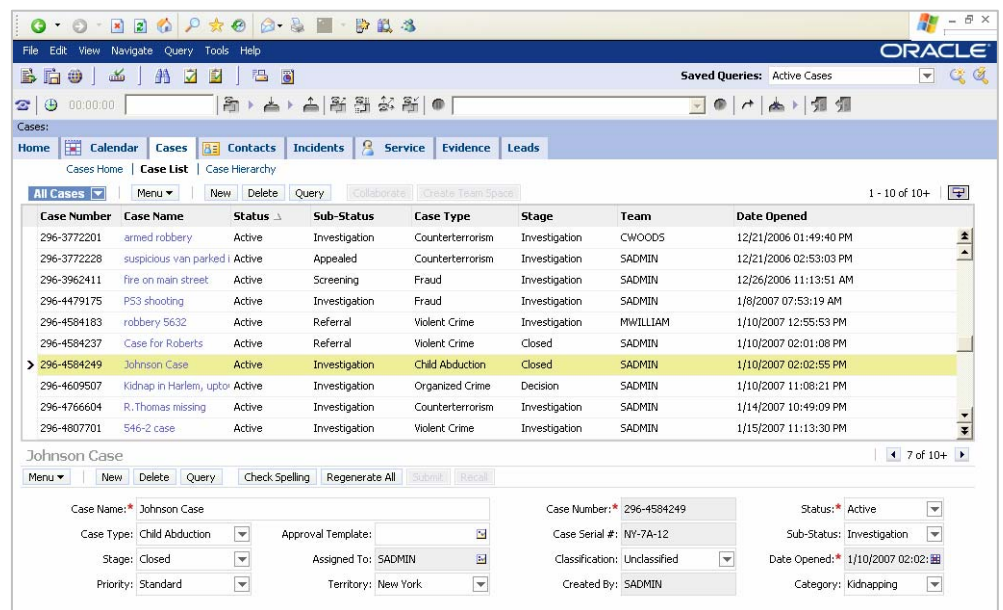 File Edit View Navigate Query Tools Help ORACLE
Saved Queries: Active Cases
00:00:00
Cases:
Home Calendar Cases Contacts Incidents Service Evidence Leads
Cases Home | Case List | Case Hierarchy
All Cases Menu New Delete Query Collaborate Create Team Space 1 - 10 of 10+
Case Number Case Name Status Sub-Status Case Type Stage Team Date Opened
296-3772201 armed robbery Active Investigation Counterterrorism Investigation CWOODS 12/21/2006 01:49:40 PM
296-3772228 suspicious van parked i Active Appealed Counterterrorism Investigation SADMIN 12/21/2006 02:53:03 PM
296-3962411 fire on main street Active Screening Fraud Investigation SADMIN 12/26/2006 11:13:51 AM
296-4479175 PS3 shooting Active Investigation Fraud Investigation SADMIN 1/8/2007 07:53:19 AM
296-4584183 robbery 5632 Active Referral Violent Crime Investigation MWILLIAM 1/10/2007 12:55:53 PM
296-4584237 Case for Roberts Active Referral Violent Crime Closed SADMIN 1/10/2007 02:01:08 PM
296-4584249 Johnson Case Active Investigation Child Abduction Closed SADMIN 1/10/2007 02:02:55 PM
296-4609507 Kidnap in Harlem, upto Active Investigation Organized Crime Decision SADMIN 1/10/2007 11:08:21 PM
296-4766604 R.Thomas missing Active Investigation Counterterrorism Investigation SADMIN 1/14/2007 10:49:09 PM
296-4807701 546-2 case Active Investigation Violent Crime Investigation SADMIN 1/15/2007 11:13:30 PM
Johnson Case 7 of 10+
Menu New Delete Query Check Spelling Regenerate All Submit Recall
Case Name:* Johnson Case Case Number:* 296-4584249 Status:* Active
Case Type: Child Abduction Approval Template: Case Serial #: NY-7A-12 Sub-Status: Investigation
Stage: Closed Assigned To: SADMIN Classification: Unclassified Date Opened:* 1/10/2007 02:02:
Priority: Standard Territory: New York Created By: SADMIN Category: Kidnapping